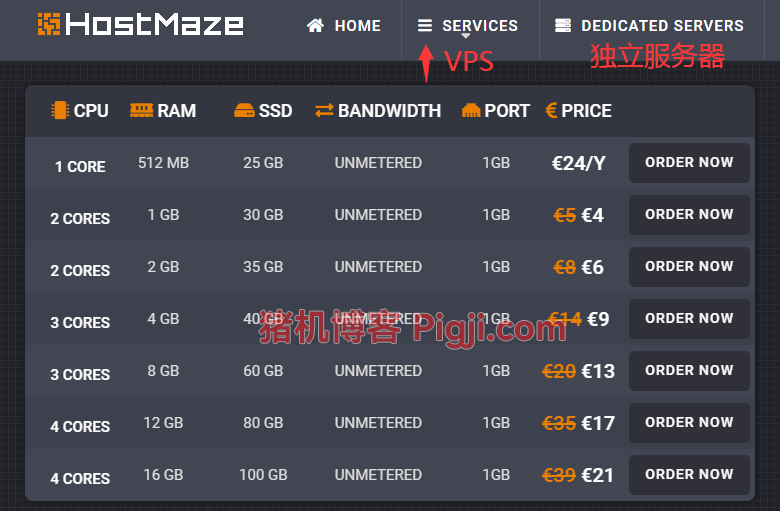 HostMaze HOME SERVICES DEDICATED SERVERS
VPS 独立服务器
CPU RAM SSD BANDWIDTH PORT € PRICE
1 CORE 512 MB 25 GB UNMETERED 1GB €24/Y ORDER NOW
2 CORES 1 GB 30 GB UNMETERED 1GB €5 €4 ORDER NOW
2 CORES 2 GB 35 GB UNMETERED 1GB €8 €6 ORDER NOW
3 CORES 4 GB 40 GB UNMETERED 1GB €14 €9 ORDER NOW
猪机博客 Pigji.com
3 CORES 8 GB 60 GB UNMETERED 1GB €20 €13 ORDER NOW
4 CORES 12 GB 80 GB UNMETERED 1GB €35 €17 ORDER NOW
4 CORES 16 GB 100 GB UNMETERED 1GB €39 €21 ORDER NOW